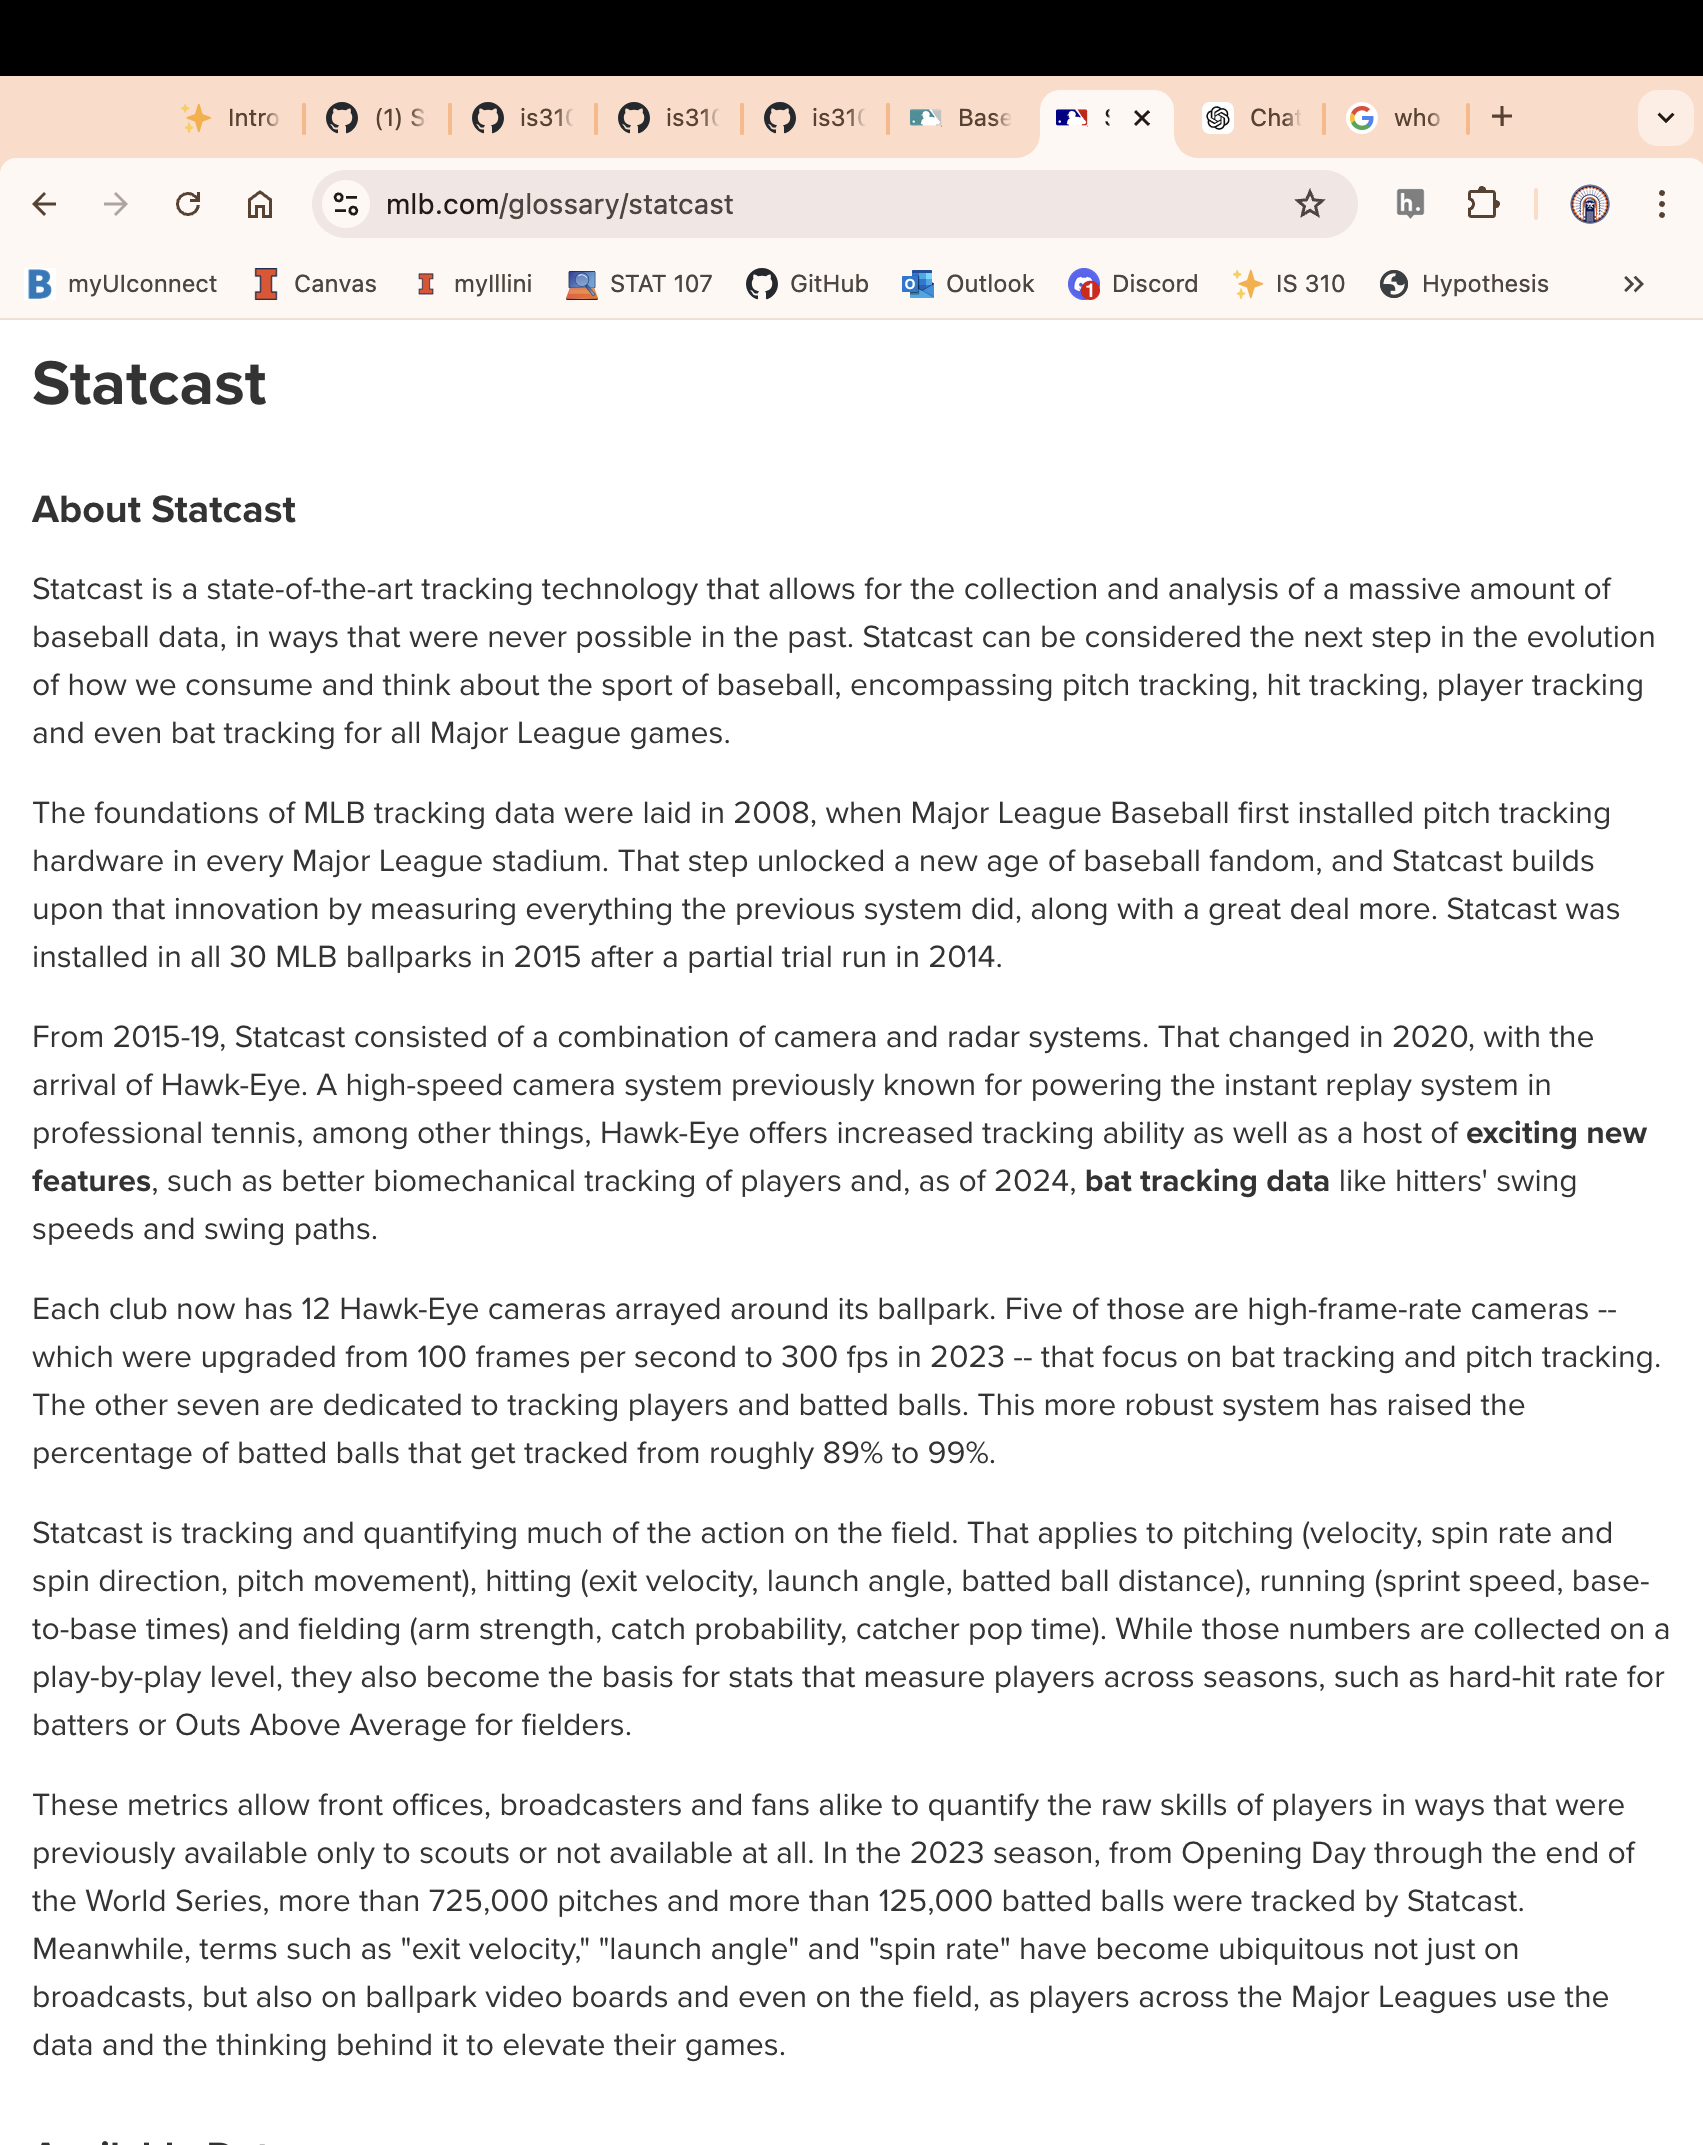 Intro
(1) S
is310
is310
is310
Base
Chat
who
mlb.com/glossary/statcast
h.
B myUIconnect
I Canvas
I myIllini
STAT 107
GitHub
Outlook
1 Discord
IS 310
Hypothesis
Statcast
About Statcast
Statcast is a state-of-the-art tracking technology that allows for the collection and analysis of a massive amount of
baseball data, in ways that were never possible in the past. Statcast can be considered the next step in the evolution
of how we consume and think about the sport of baseball, encompassing pitch tracking, hit tracking, player tracking
and even bat tracking for all Major League games.
The foundations of MLB tracking data were laid in 2008, when Major League Baseball first installed pitch tracking
hardware in every Major League stadium. That step unlocked a new age of baseball fandom, and Statcast builds
upon that innovation by measuring everything the previous system did, along with a great deal more. Statcast was
installed in all 30 MLB ballparks in 2015 after a partial trial run in 2014.
From 2015-19, Statcast consisted of a combination of camera and radar systems. That changed in 2020, with the
arrival of Hawk-Eye. A high-speed camera system previously known for powering the instant replay system in
professional tennis, among other things, Hawk-Eye offers increased tracking ability as well as a host of exciting new
features, such as better biomechanical tracking of players and, as of 2024, bat tracking data like hitters' swing
speeds and swing paths.
Each club now has 12 Hawk-Eye cameras arrayed around its ballpark. Five of those are high-frame-rate cameras --
which were upgraded from 100 frames per second to 300 fps in 2023 -- that focus on bat tracking and pitch tracking.
The other seven are dedicated to tracking players and batted balls. This more robust system has raised the
percentage of batted balls that get tracked from roughly 89% to 99%.
Statcast is tracking and quantifying much of the action on the field. That applies to pitching (velocity, spin rate and
spin direction, pitch movement), hitting (exit velocity, launch angle, batted ball distance), running (sprint speed, base-
to-base times) and fielding (arm strength, catch probability, catcher pop time). While those numbers are collected on a
play-by-play level, they also become the basis for stats that measure players across seasons, such as hard-hit rate for
batters or Outs Above Average for fielders.
These metrics allow front offices, broadcasters and fans alike to quantify the raw skills of players in ways that were
previously available only to scouts or not available at all. In the 2023 season, from Opening Day through the end of
the World Series, more than 725,000 pitches and more than 125,000 batted balls were tracked by Statcast.
Meanwhile, terms such as "exit velocity," "launch angle" and "spin rate" have become ubiquitous not just on
broadcasts, but also on ballpark video boards and even on the field, as players across the Major Leagues use the
data and the thinking behind it to elevate their games.